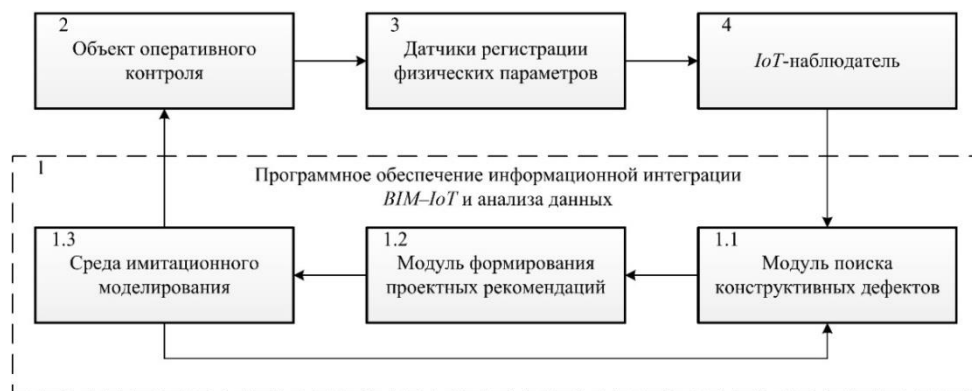 2
Объект оперативного
контроля
3
Датчики регистрации
физических параметров
4
IoT-наблюдатель
1
Программное обеспечение информационной интеграции
BIM–IoT и анализа данных
1.3
Среда имитационного
моделирования
1.2
Модуль формирования
проектных рекомендаций
1.1
Модуль поиска
конструктивных дефектов